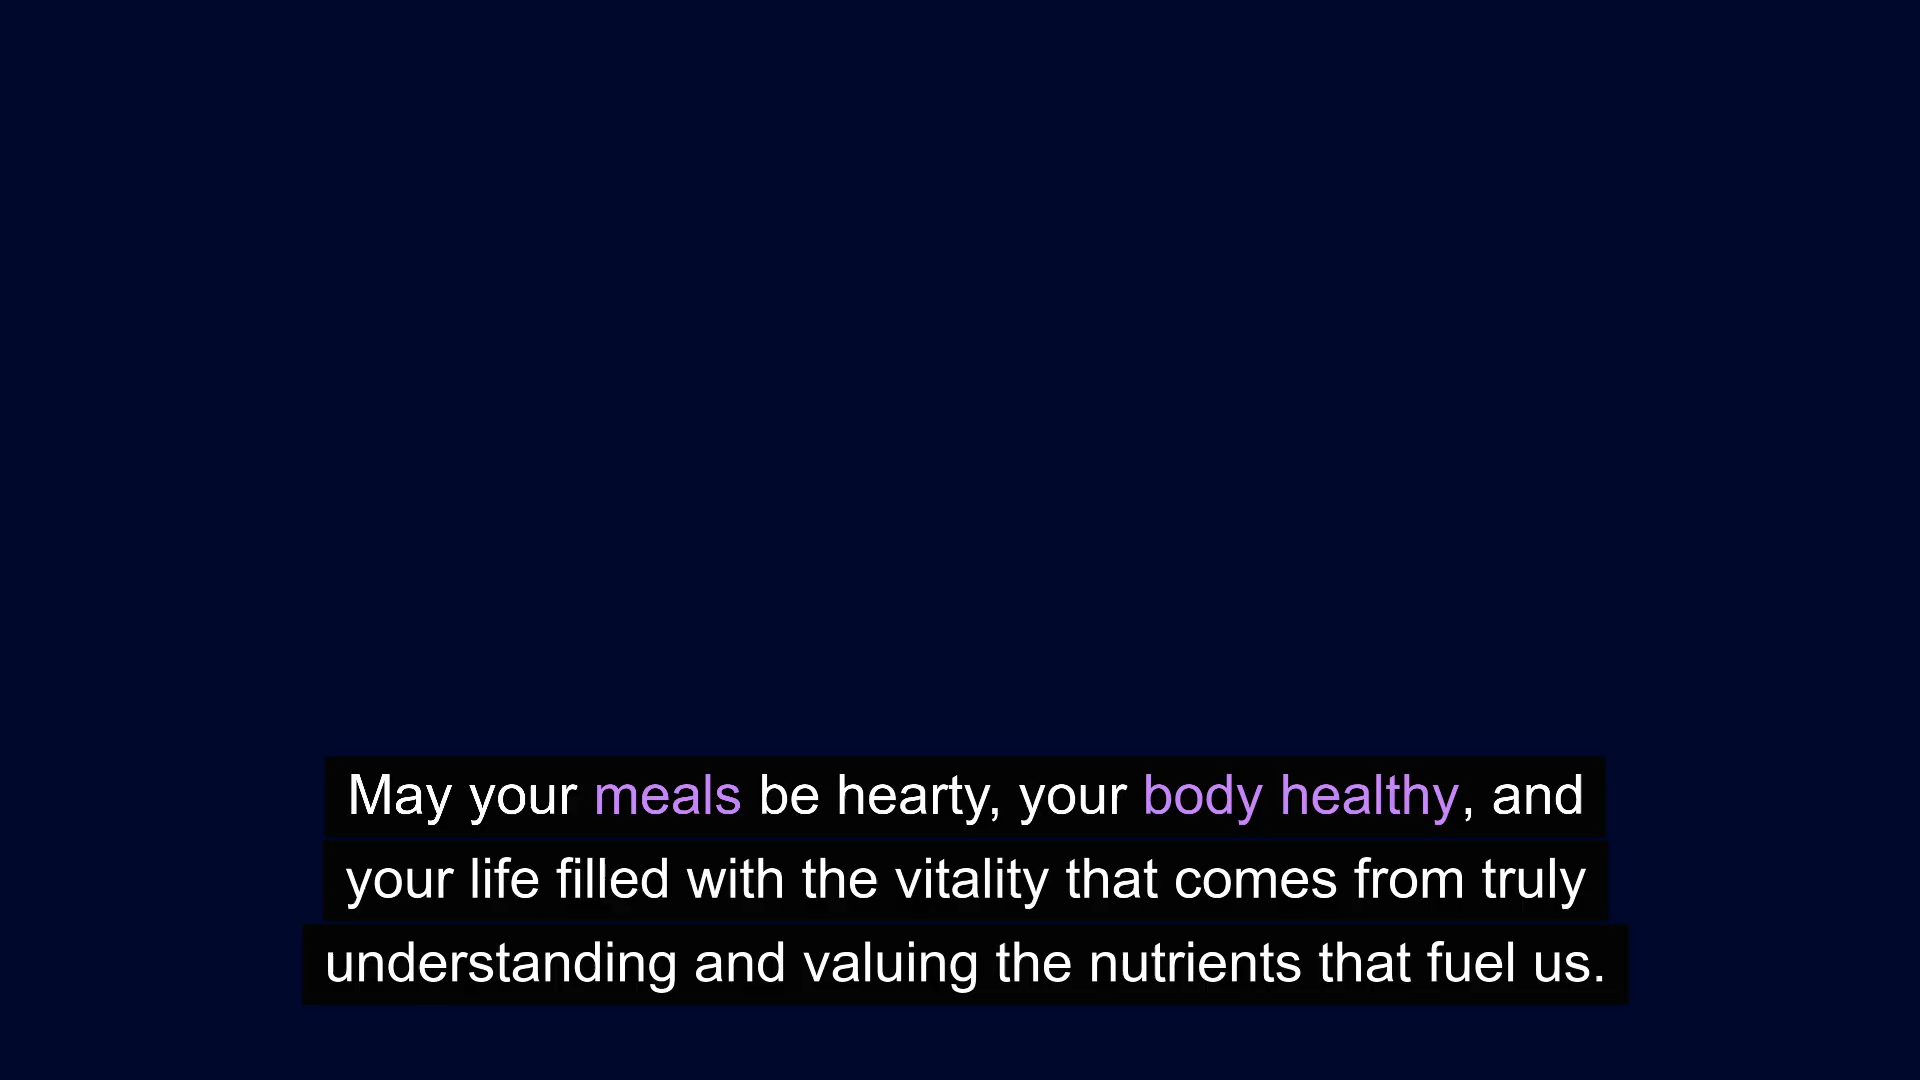 May your meals be hearty, your body healthy, and
your life filled with the vitality that comes from truly
understanding and valuing the nutrients that fuel us.